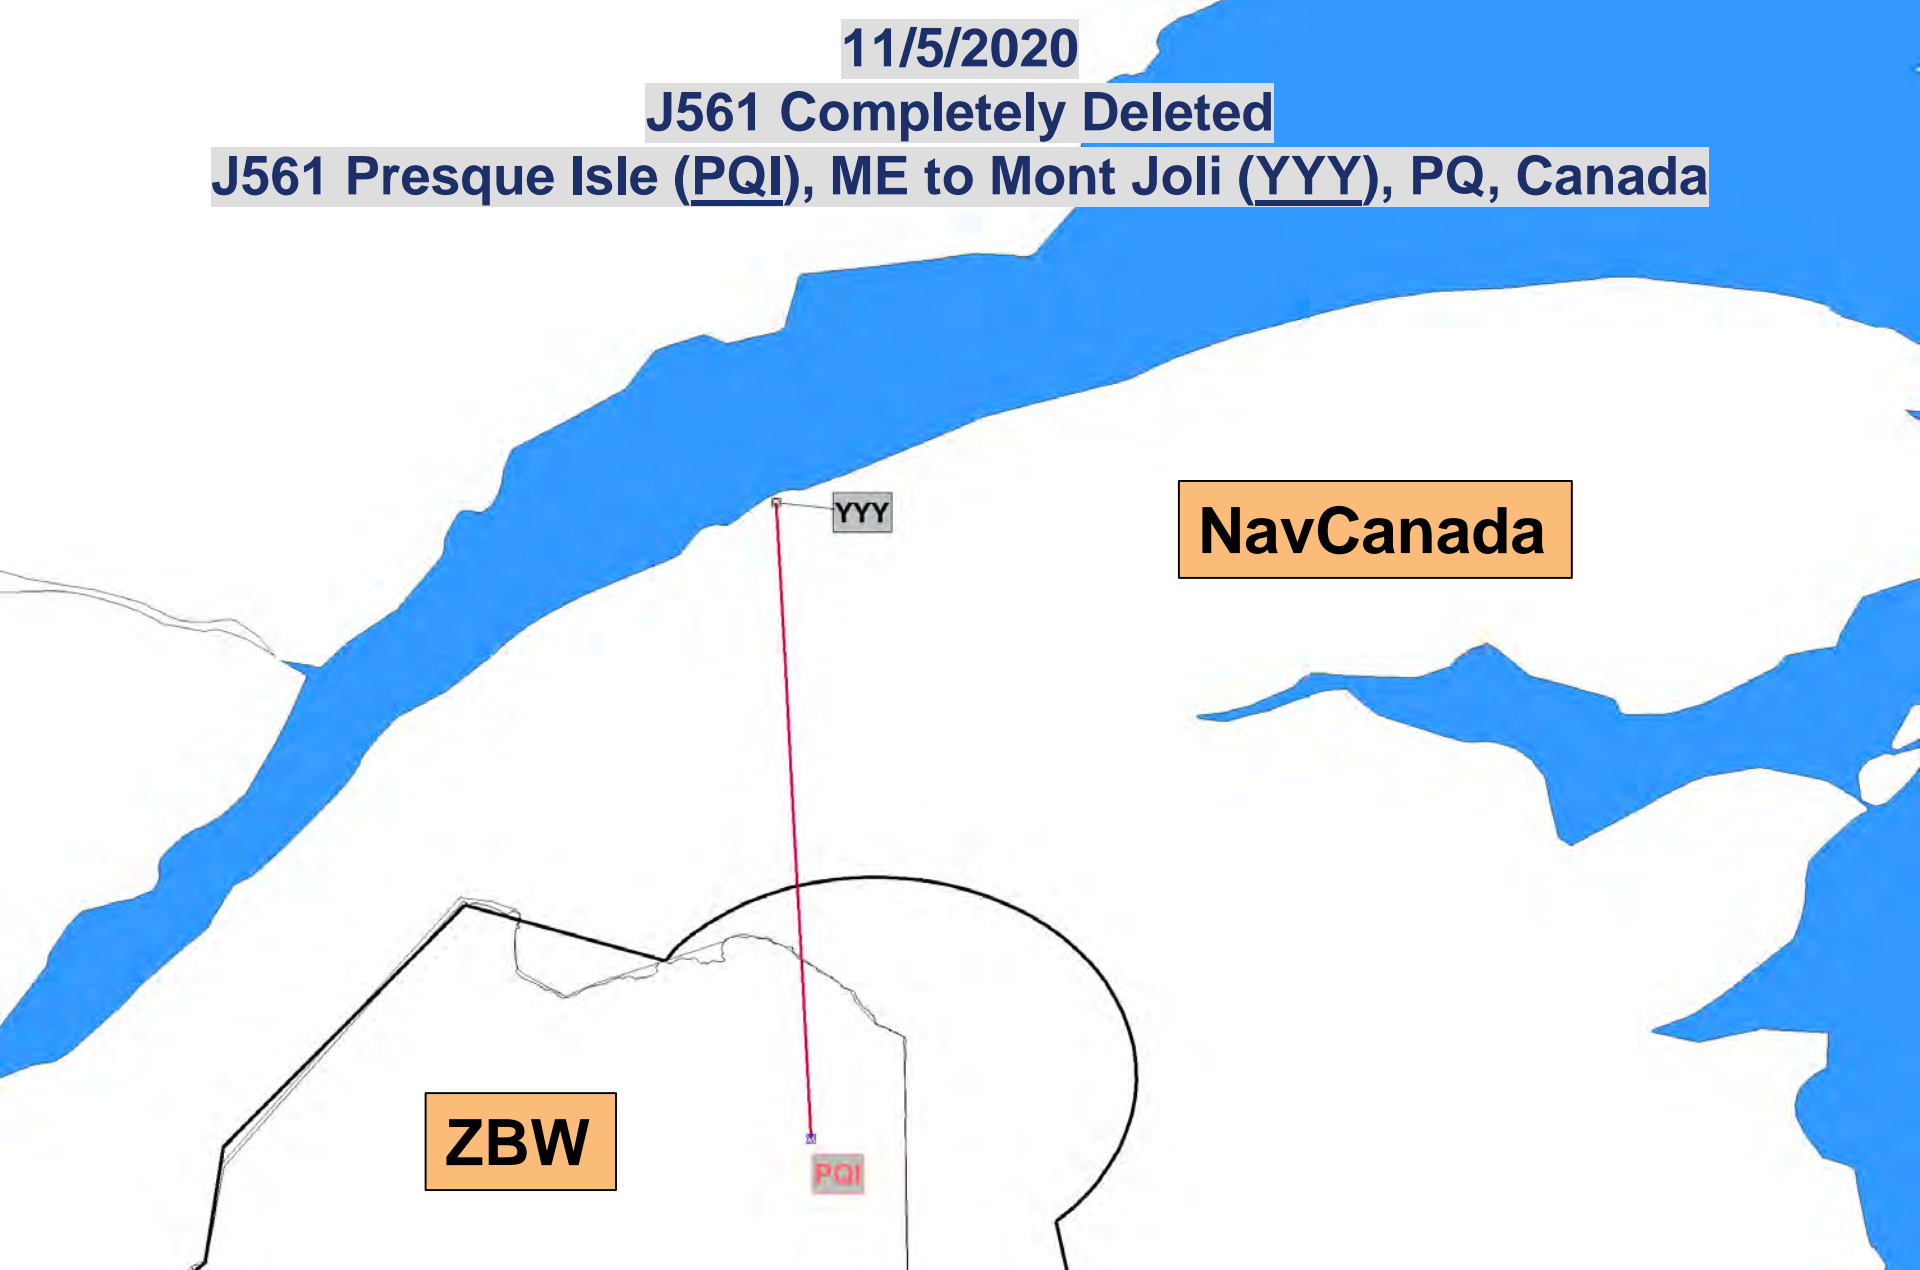 11/5/2020
J561 Completely Deleted
J561 Presque Isle (PQI), ME to Mont Joli (YYY), PQ, Canada
YYY
NavCanada
ZBW
PQI